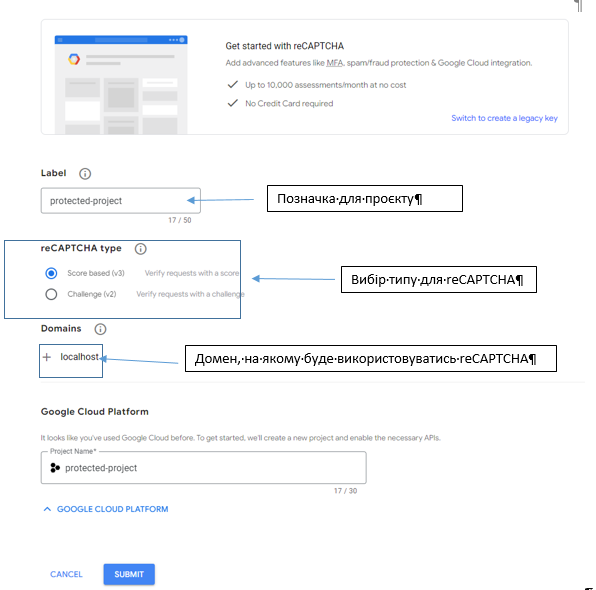 ¶
Get started with reCAPTCHA
Add advanced features like MFA, spam/fraud protection & Google Cloud integration.
Up to 10,000 assessments/month at no cost
No Credit Card required
Switch to create a legacy key
Label
protected-project
Позначка·для·проєкту¶
17 / 50
reCAPTCHA type
Score based (v3) Verify requests with a score
Вибір·типу·для·reCAPTCHA¶
Challenge (v2) Verify requests with a challenge
Domains
+ localhost
Домен,·на·якому·буде·використовуватись·reCAPTCHA¶
Google Cloud Platform
It looks like you've used Google Cloud before. To get started, we'll create a new project and enable the necessary APIs.
Project Name*
protected-project
17 / 30
GOOGLE CLOUD PLATFORM
CANCEL SUBMIT